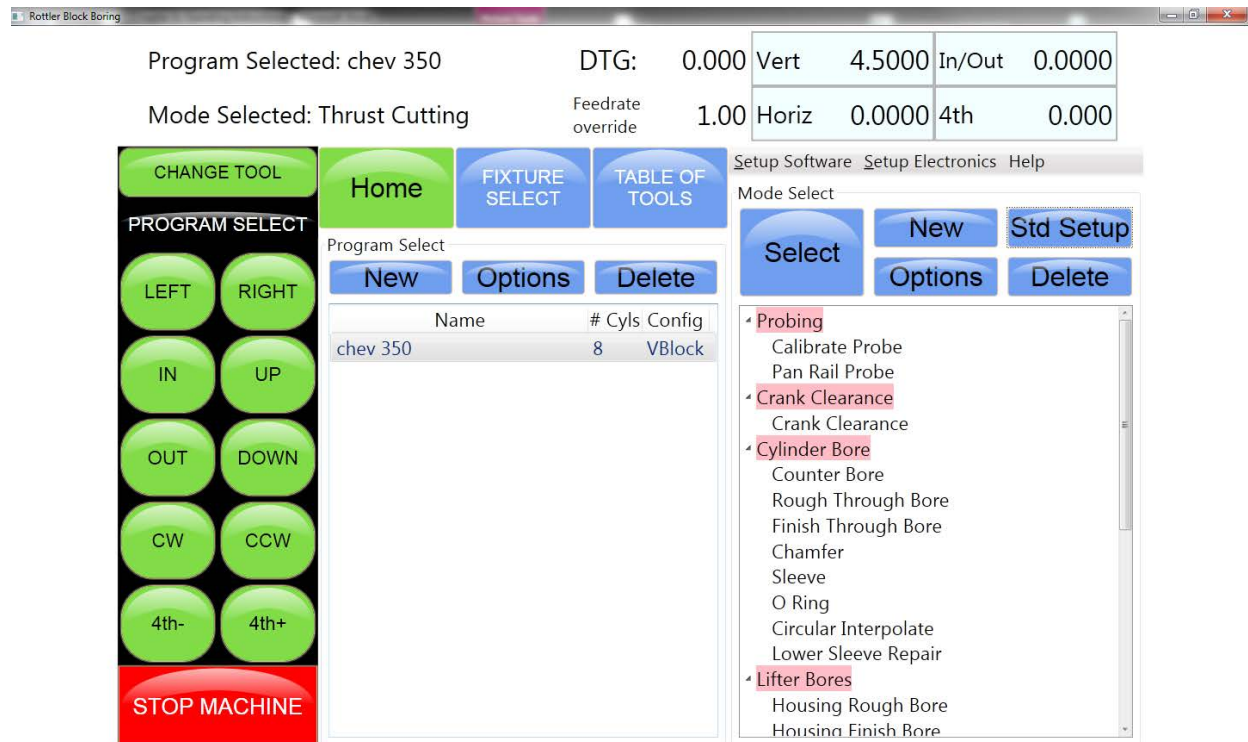 Rottler Block Boring
Program Selected: chev 350
DTG: 0.000
Vert 4.5000 In/Out 0.0000
Mode Selected: Thrust Cutting
Feedrate override 1.00
Horiz 0.0000 4th 0.000
CHANGE TOOL
PROGRAM SELECT
LEFT RIGHT
IN UP
OUT DOWN
CW CCW
4th- 4th+
STOP MACHINE
Home
FIXTURE SELECT
TABLE OF TOOLS
Program Select
New Options Delete
Name # Cyls Config
chev 350 8 VBlock
Setup Software Setup Electronics Help
Mode Select
Select
New Std Setup
Options Delete
Probing
Calibrate Probe
Pan Rail Probe
Crank Clearance
Crank Clearance
Cylinder Bore
Counter Bore
Rough Through Bore
Finish Through Bore
Chamfer
Sleeve
O Ring
Circular Interpolate
Lower Sleeve Repair
Lifter Bores
Housing Rough Bore
Housing Finish Bore